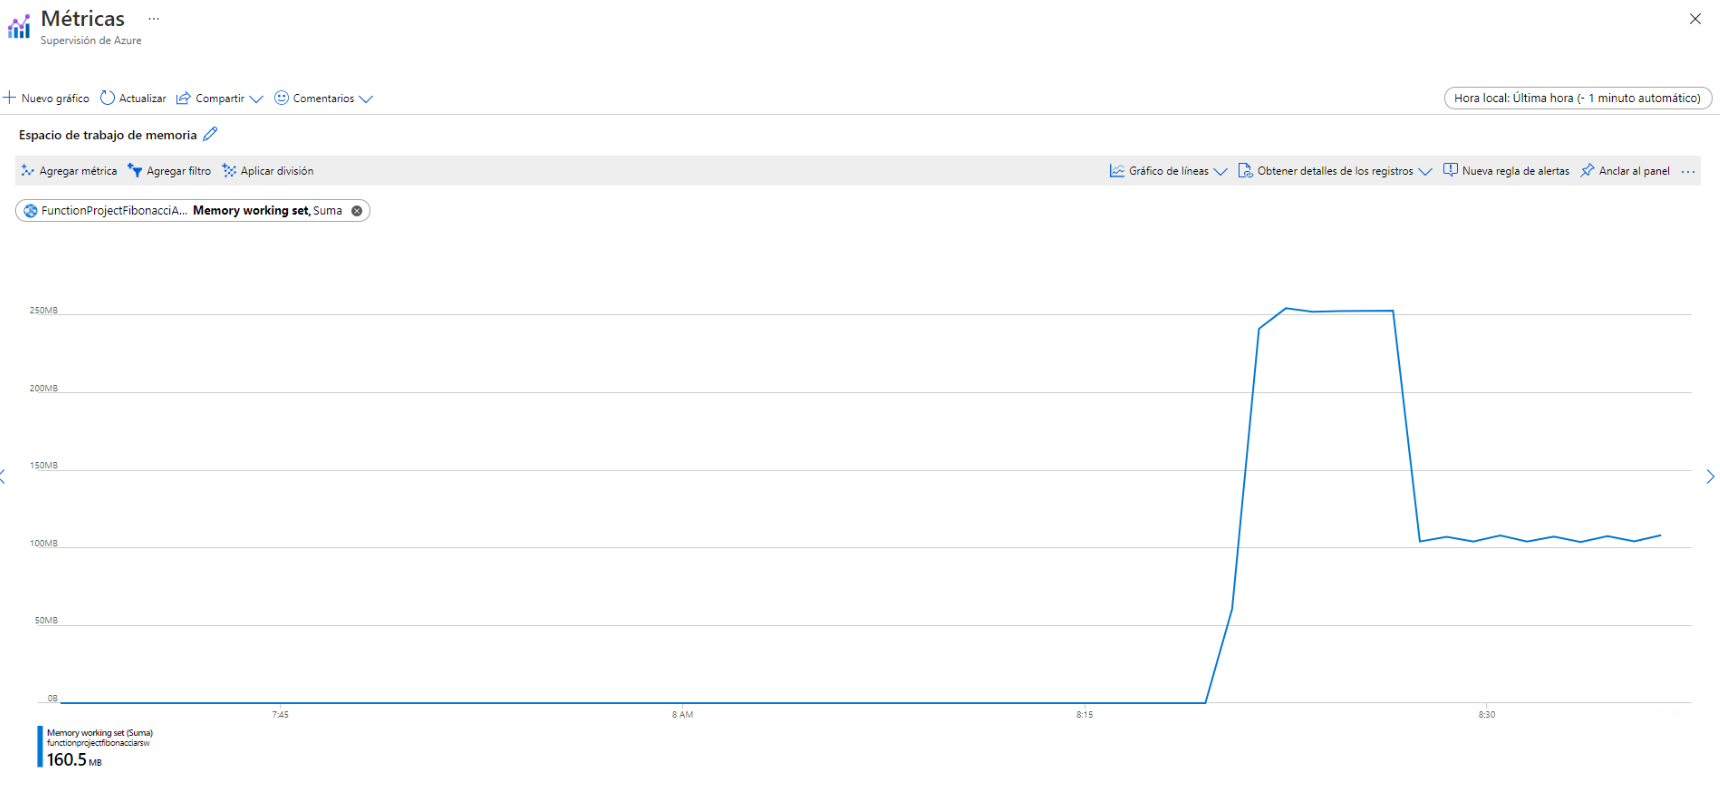 Métricas ...
Supervisión de Azure
Nuevo gráfico Actualizar Compartir Comentarios Hora local: Última hora (- 1 minuto automático)
Espacio de trabajo de memoria
Agregar métrica Agregar filtro Aplicar división Gráfico de líneas Obtener detalles de los registros Nueva regla de alertas Anclar al panel ...
FunctionProjectFibonacciA... Memory working set, Suma
250MB
200MB
150MB
100MB
50MB
0B
7:45 8 AM 8:15 8:30
Memory working set (Suma)
functionprojectfibonacciarsw
160.5 MB